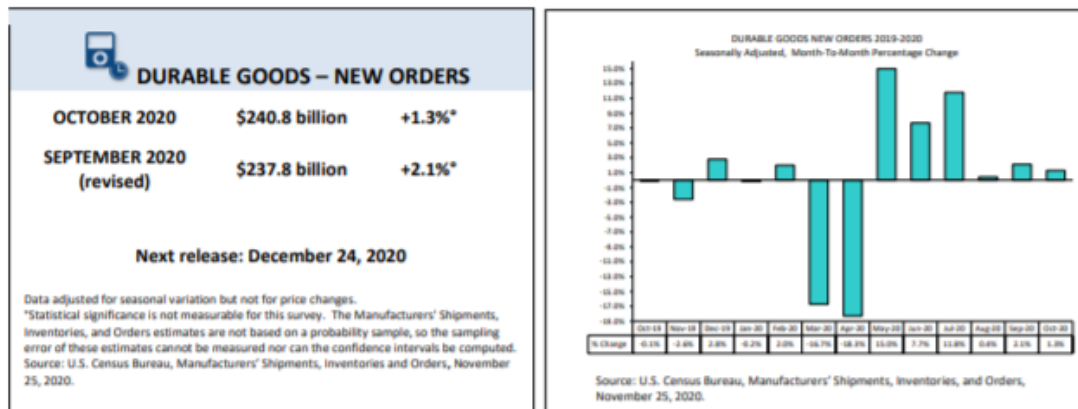 DURABLE GOODS – NEW ORDERS
OCTOBER 2020 $240.8 billion +1.3%*
SEPTEMBER 2020
(revised) $237.8 billion +2.1%*
Next release: December 24, 2020
Data adjusted for seasonal variation but not for price changes.
*Statistical significance is not measurable for this survey. The Manufacturers' Shipments,
Inventories, and Orders estimates are not based on a probability sample, so the sampling
error of these estimates cannot be measured nor can the confidence intervals be computed.
Source: U.S. Census Bureau, Manufacturers' Shipments, Inventories and Orders, November
25, 2020.
DURABLE GOODS NEW ORDERS 2019-2020
Seasonally Adjusted, Month-To-Month Percentage Change
15.0%
13.0%
11.0%
9.0%
7.0%
5.0%
3.0%
1.0%
-1.0%
-3.0%
-5.0%
-7.0%
-9.0%
-11.0%
-13.0%
-15.0%
-17.0%
-19.0%
Oct-19 Nov-19 Dec-19 Jan-20 Feb-20 Mar-20 Apr-20 May-20 Jun-20 Jul-20 Aug-20 Sep-20 Oct-20
% Change -0.1% -2.6% 2.8% -0.2% 2.0% -16.7% -18.3% 15.0% 7.7% 11.8% 0.4% 2.1% 1.3%
Source: U.S. Census Bureau, Manufacturers' Shipments, Inventories, and Orders,
November 25, 2020.